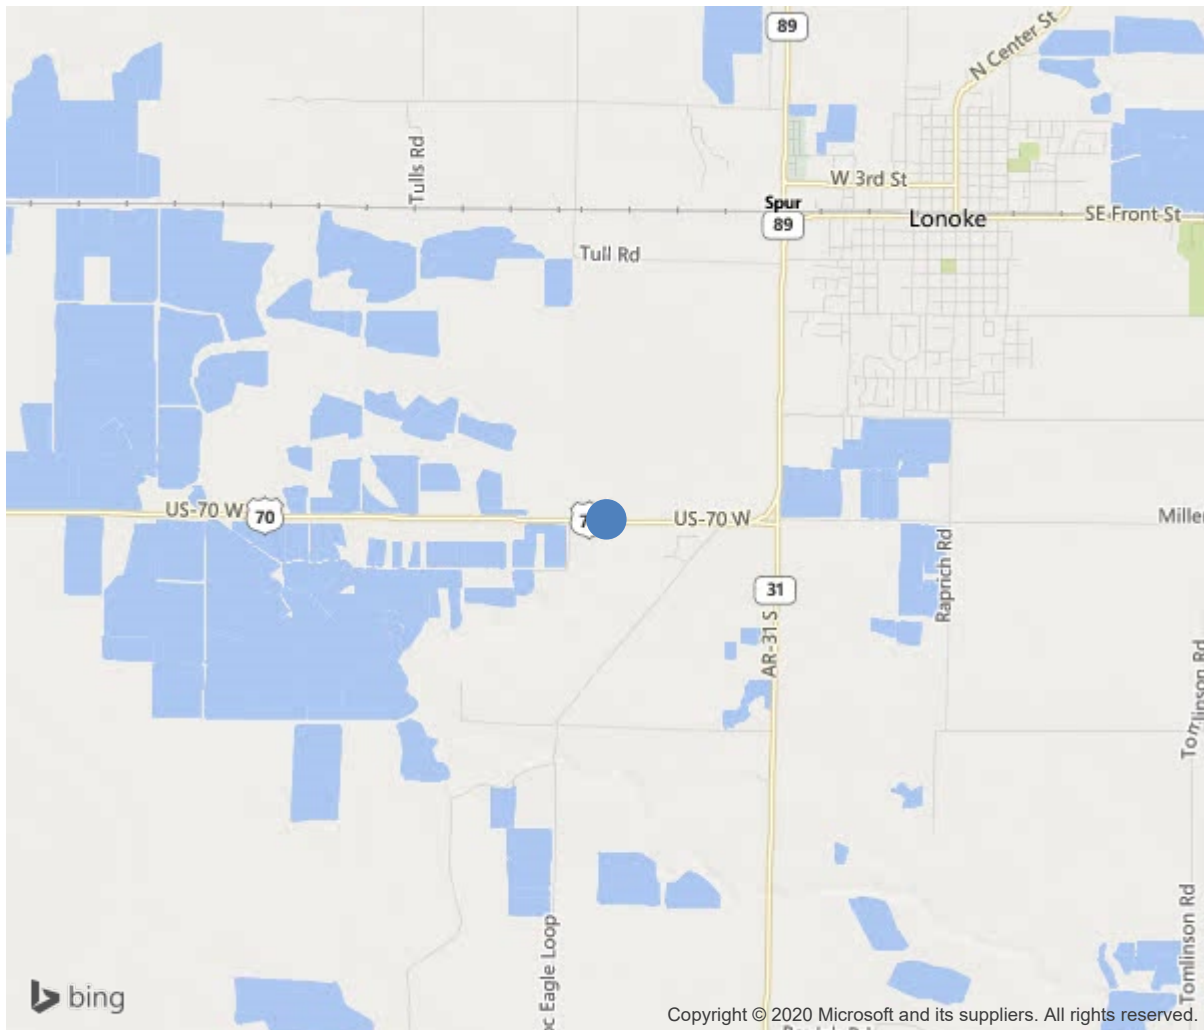 89
N Center St
Tulls Rd
W 3rd St
Spur
89
Lonoke
SE Front St
Tull Rd
US-70 W
70
US-70 W
Miller
31
Raprich Rd
AR-31 S
Tomlinson Rd
Eagle Loop
Tomlinson Rd
bing
Copyright © 2020 Microsoft and its suppliers. All rights reserved.